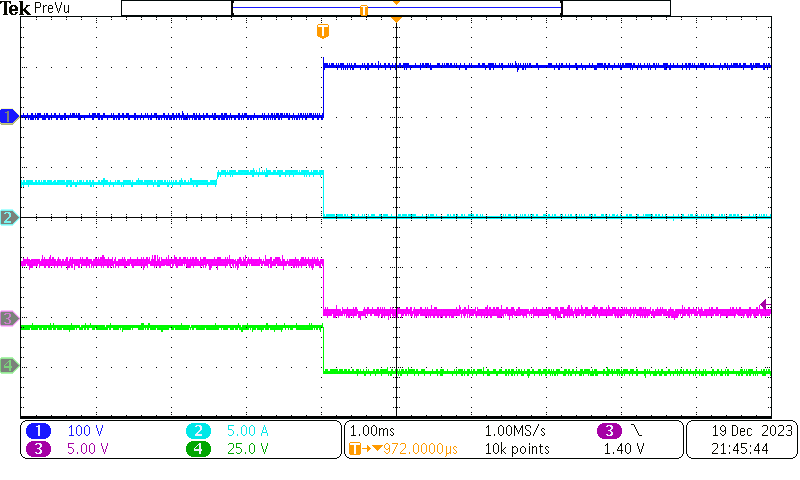 Tek PreVu
T
T
1
2
3
4
1 100 V 2 5.00 A 1.00ms 1.00MS/s 3 19 Dec 2023
3 5.00 V 4 25.0 V T→▼972.0000µs 10k points 1.40 V 21:45:44